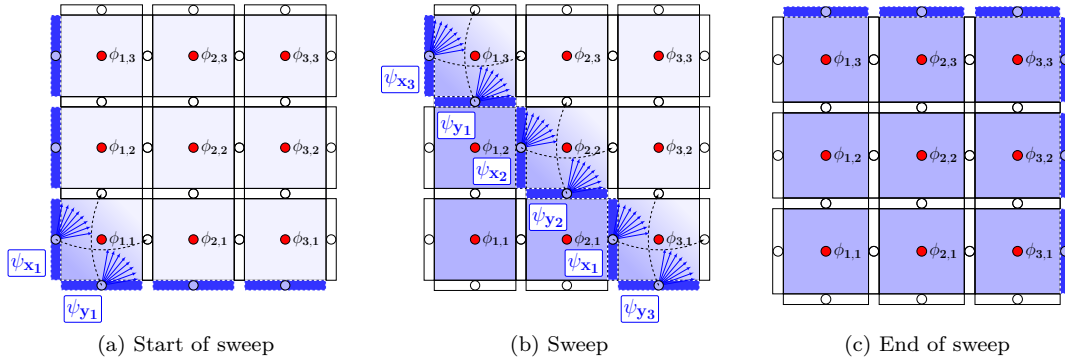 ϕ1,3 ϕ2,3 ϕ3,3
ϕ1,2 ϕ2,2 ϕ3,2
ϕ1,1 ϕ2,1 ϕ3,1
ψx1
ψy1
(a) Start of sweep
ϕ1,3 ϕ2,3 ϕ3,3
ψx3
ψy1
ϕ1,2 ϕ2,2 ϕ3,2
ψx2
ψy2
ϕ1,1 ϕ2,1 ϕ3,1
ψx1
ψy3
(b) Sweep
ϕ1,3 ϕ2,3 ϕ3,3
ϕ1,2 ϕ2,2 ϕ3,2
ϕ1,1 ϕ2,1 ϕ3,1
(c) End of sweep